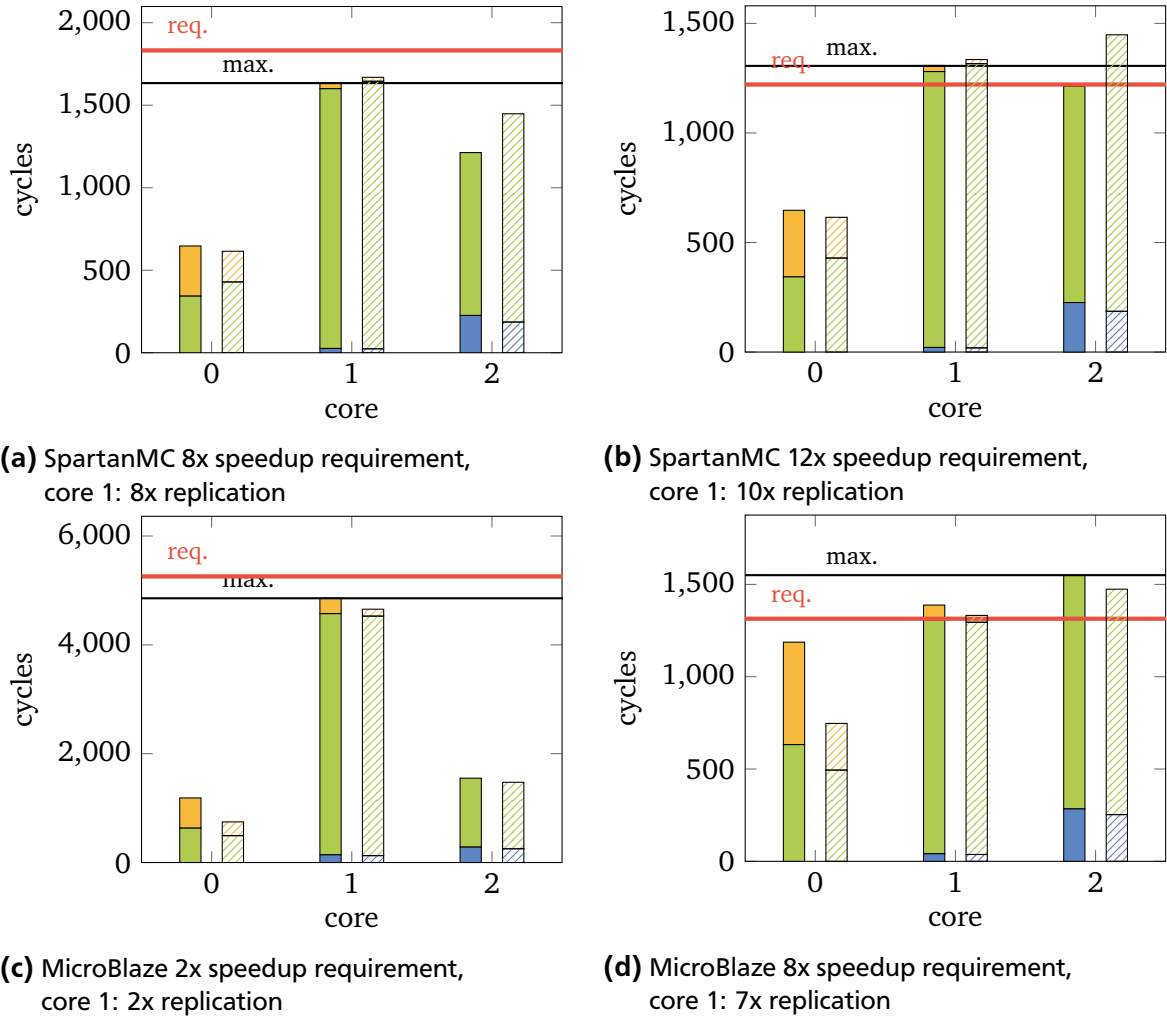 2,000
1,500
1,000
500
0
cycles
req.
max.
0 1 2
core
(a) SpartanMC 8x speedup requirement,
core 1: 8x replication
1,500
1,000
500
0
cycles
max.
req.
0 1 2
core
(b) SpartanMC 12x speedup requirement,
core 1: 10x replication
6,000
4,000
2,000
0
cycles
req.
max.
0 1 2
core
(c) MicroBlaze 2x speedup requirement,
core 1: 2x replication
1,500
1,000
500
0
cycles
max.
req.
0 1 2
core
(d) MicroBlaze 8x speedup requirement,
core 1: 7x replication